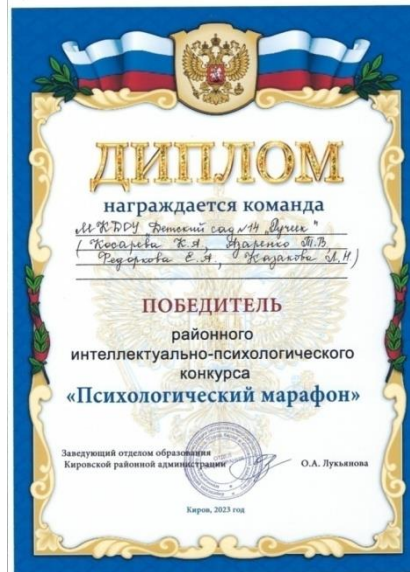 ДИПЛОМ
награждается команда
МКДОУ Детский сад №14 „Лучик"
(Косарева К.А, Азаренко Т.В
Федоркова Е.А, Казакова Л.Н)
ПОБЕДИТЕЛЬ
районного
интеллектуально-психологического
конкурса
«Психологический марафон»
Заведующий отделом образования
Кировской районной администрации
О.А. Лукьянова
Киров, 2023 год